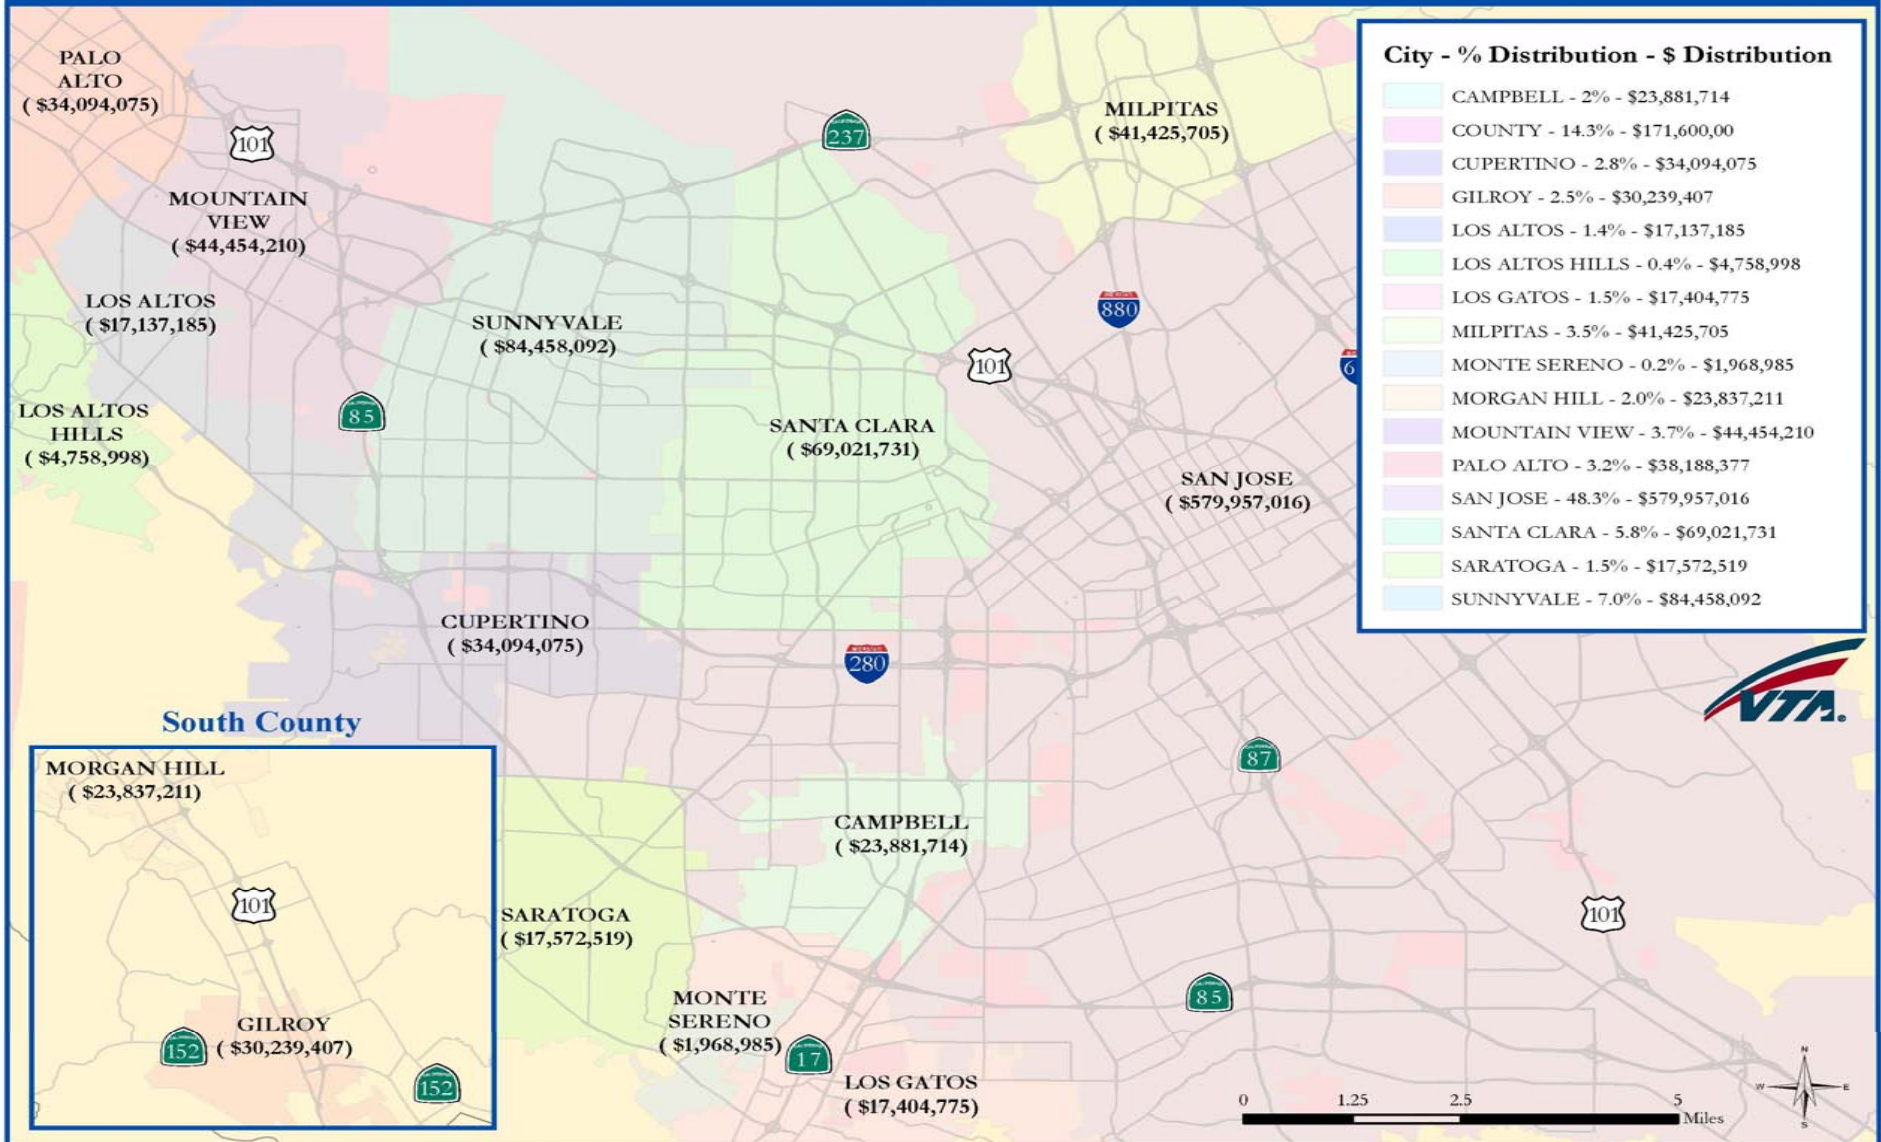 PALO
ALTO
( $34,094,075)
101
MOUNTAIN
VIEW
( $44,454,210)
LOS ALTOS
( $17,137,185)
LOS ALTOS
HILLS
( $4,758,998)
85
SUNNYVALE
( $84,458,092)
237
MILPITAS
( $41,425,705)
880
101
6
SANTA CLARA
( $69,021,731)
SAN JOSE
( $579,957,016)
CUPERTINO
( $34,094,075)
280
87
CAMPBELL
( $23,881,714)
SARATOGA
( $17,572,519)
101
85
MONTE
SERENO
( $1,968,985)
17
LOS GATOS
( $17,404,775)
City - % Distribution - $ Distribution
CAMPBELL - 2% - $23,881,714
COUNTY - 14.3% - $171,600,00
CUPERTINO - 2.8% - $34,094,075
GILROY - 2.5% - $30,239,407
LOS ALTOS - 1.4% - $17,137,185
LOS ALTOS HILLS - 0.4% - $4,758,998
LOS GATOS - 1.5% - $17,404,775
MILPITAS - 3.5% - $41,425,705
MONTE SERENO - 0.2% - $1,968,985
MORGAN HILL - 2.0% - $23,837,211
MOUNTAIN VIEW - 3.7% - $44,454,210
PALO ALTO - 3.2% - $38,188,377
SAN JOSE - 48.3% - $579,957,016
SANTA CLARA - 5.8% - $69,021,731
SARATOGA - 1.5% - $17,572,519
SUNNYVALE - 7.0% - $84,458,092
VTA
South County
MORGAN HILL
( $23,837,211)
101
GILROY
( $30,239,407)
152
152
0 1.25 2.5 5
Miles
N
W E
S